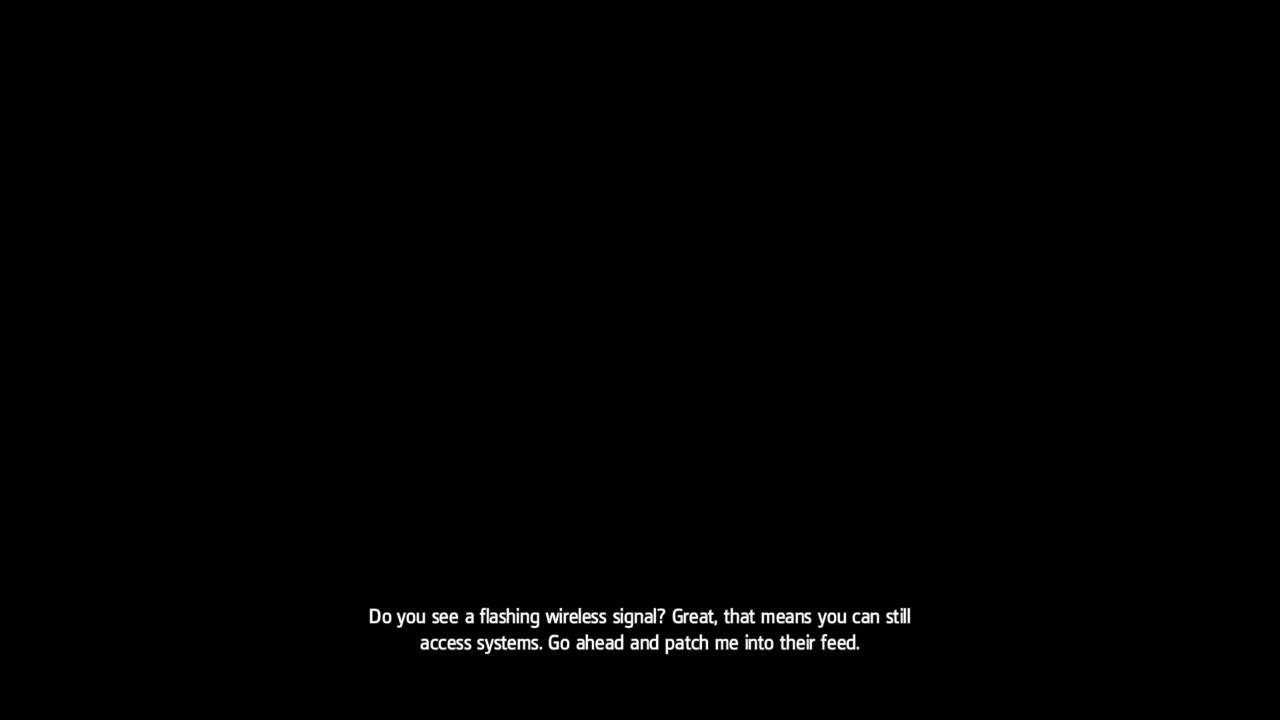 Do you see a flashing wireless signal? Great, that means you can still
access systems. Go ahead and patch me into their feed.